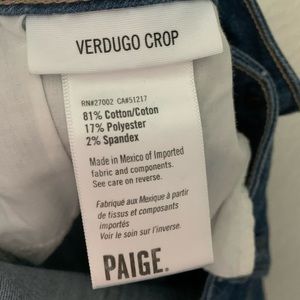 VERDUGO CROP
RN#27002 CA#51217
81% Cotton/Coton
17% Polyester
2% Spandex
Made in Mexico of Imported
fabric and components.
See care on reverse.
Fabriqué aux Mexique à partir
de tissus et composants
importés
Voir le soin sur l'inverse.
PAIGE.